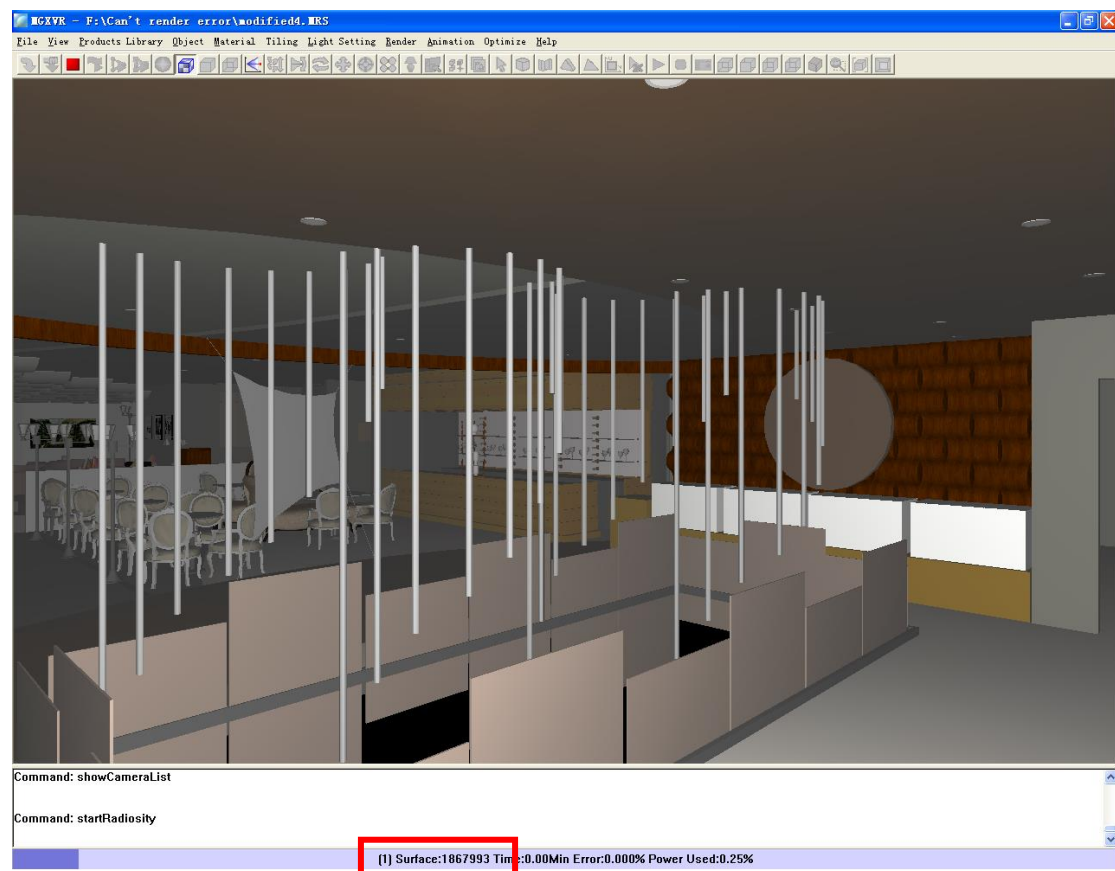 MGXVR - F:\Can't render error\modified4.MRS
File View Products Library Object Material Tiling Light Setting Render Animation Optimize Help
Command: showCameraList
Command: startRadiosity
(1) Surface:1867993 Time:0.00Min Error:0.000% Power Used:0.25%